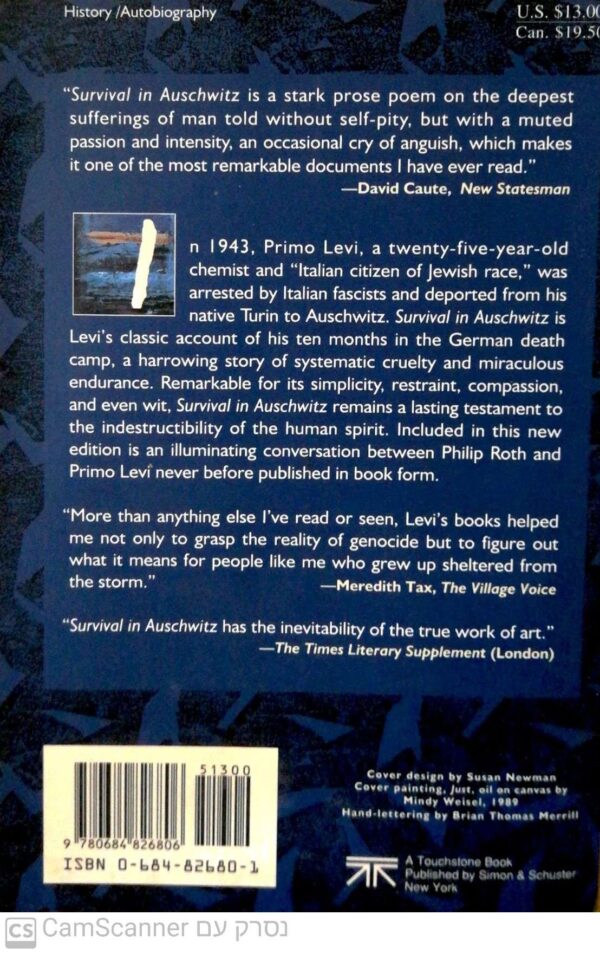 History /Autobiography
U.S. $13.00
Can. $19.50
“Survival in Auschwitz is a stark prose poem on the deepest
sufferings of man told without self-pity, but with a muted
passion and intensity, an occasional cry of anguish, which makes
it one of the most remarkable documents I have ever read.”
—David Caute, New Statesman
In 1943, Primo Levi, a twenty-five-year-old
chemist and “Italian citizen of Jewish race,” was
arrested by Italian fascists and deported from his
native Turin to Auschwitz. Survival in Auschwitz is
Levi's classic account of his ten months in the German death
camp, a harrowing story of systematic cruelty and miraculous
endurance. Remarkable for its simplicity, restraint, compassion,
and even wit, Survival in Auschwitz remains a lasting testament to
the indestructibility of the human spirit. Included in this new
edition is an illuminating conversation between Philip Roth and
Primo Levi never before published in book form.
“More than anything else I've read or seen, Levi's books helped
me not only to grasp the reality of genocide but to figure out
what it means for people like me who grew up sheltered from
the storm.”
—Meredith Tax, The Village Voice
“Survival in Auschwitz has the inevitability of the true work of art.”
—The Times Literary Supplement (London)
51300
9 780684 826806
ISBN 0-684-82680-1
Cover design by Susan Newman
Cover painting, Just, oil on canvas by
Mindy Weisel, 1989
Hand-lettering by Brian Thomas Merrill
A Touchstone Book
Published by Simon & Schuster
New York
CS CamScanner נסרק עם